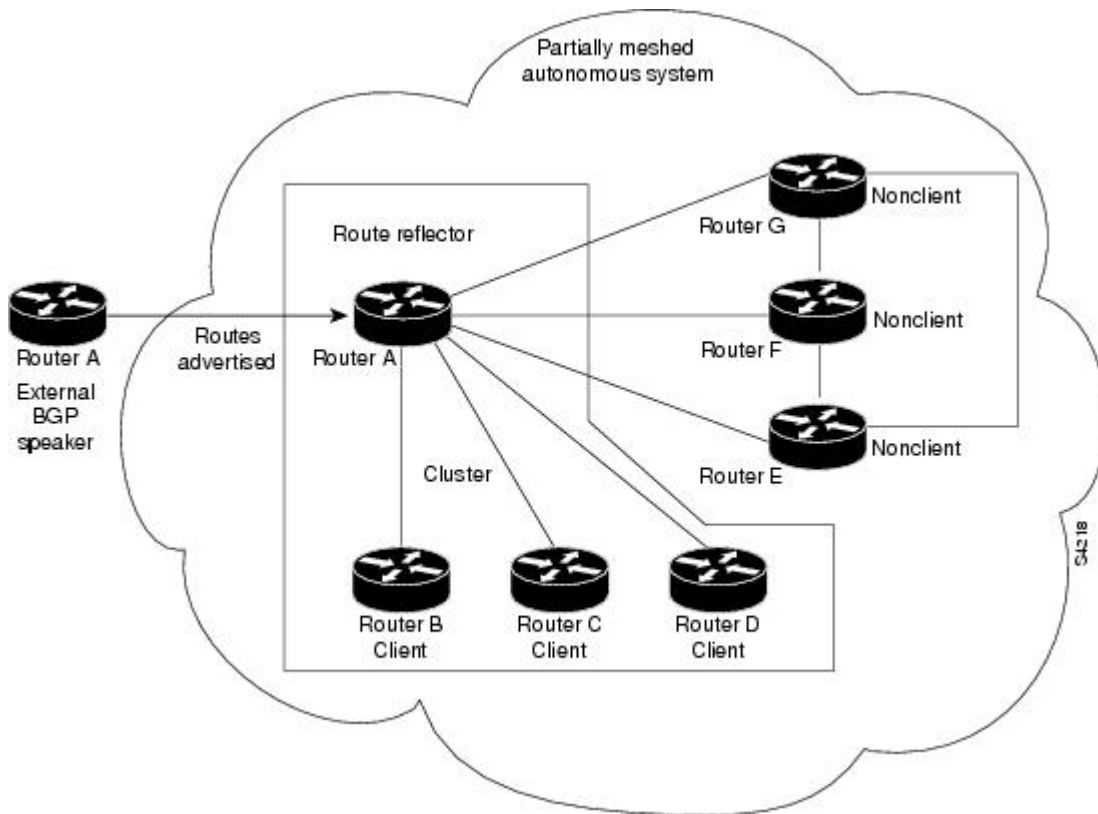 Partially meshed
autonomous system
Route reflector
Router G
Nonclient
Router A
External
BGP
speaker
Routes
advertised
Router A
Router F
Nonclient
Router E
Nonclient
Cluster
Router B
Client
Router C
Client
Router D
Client
S4218